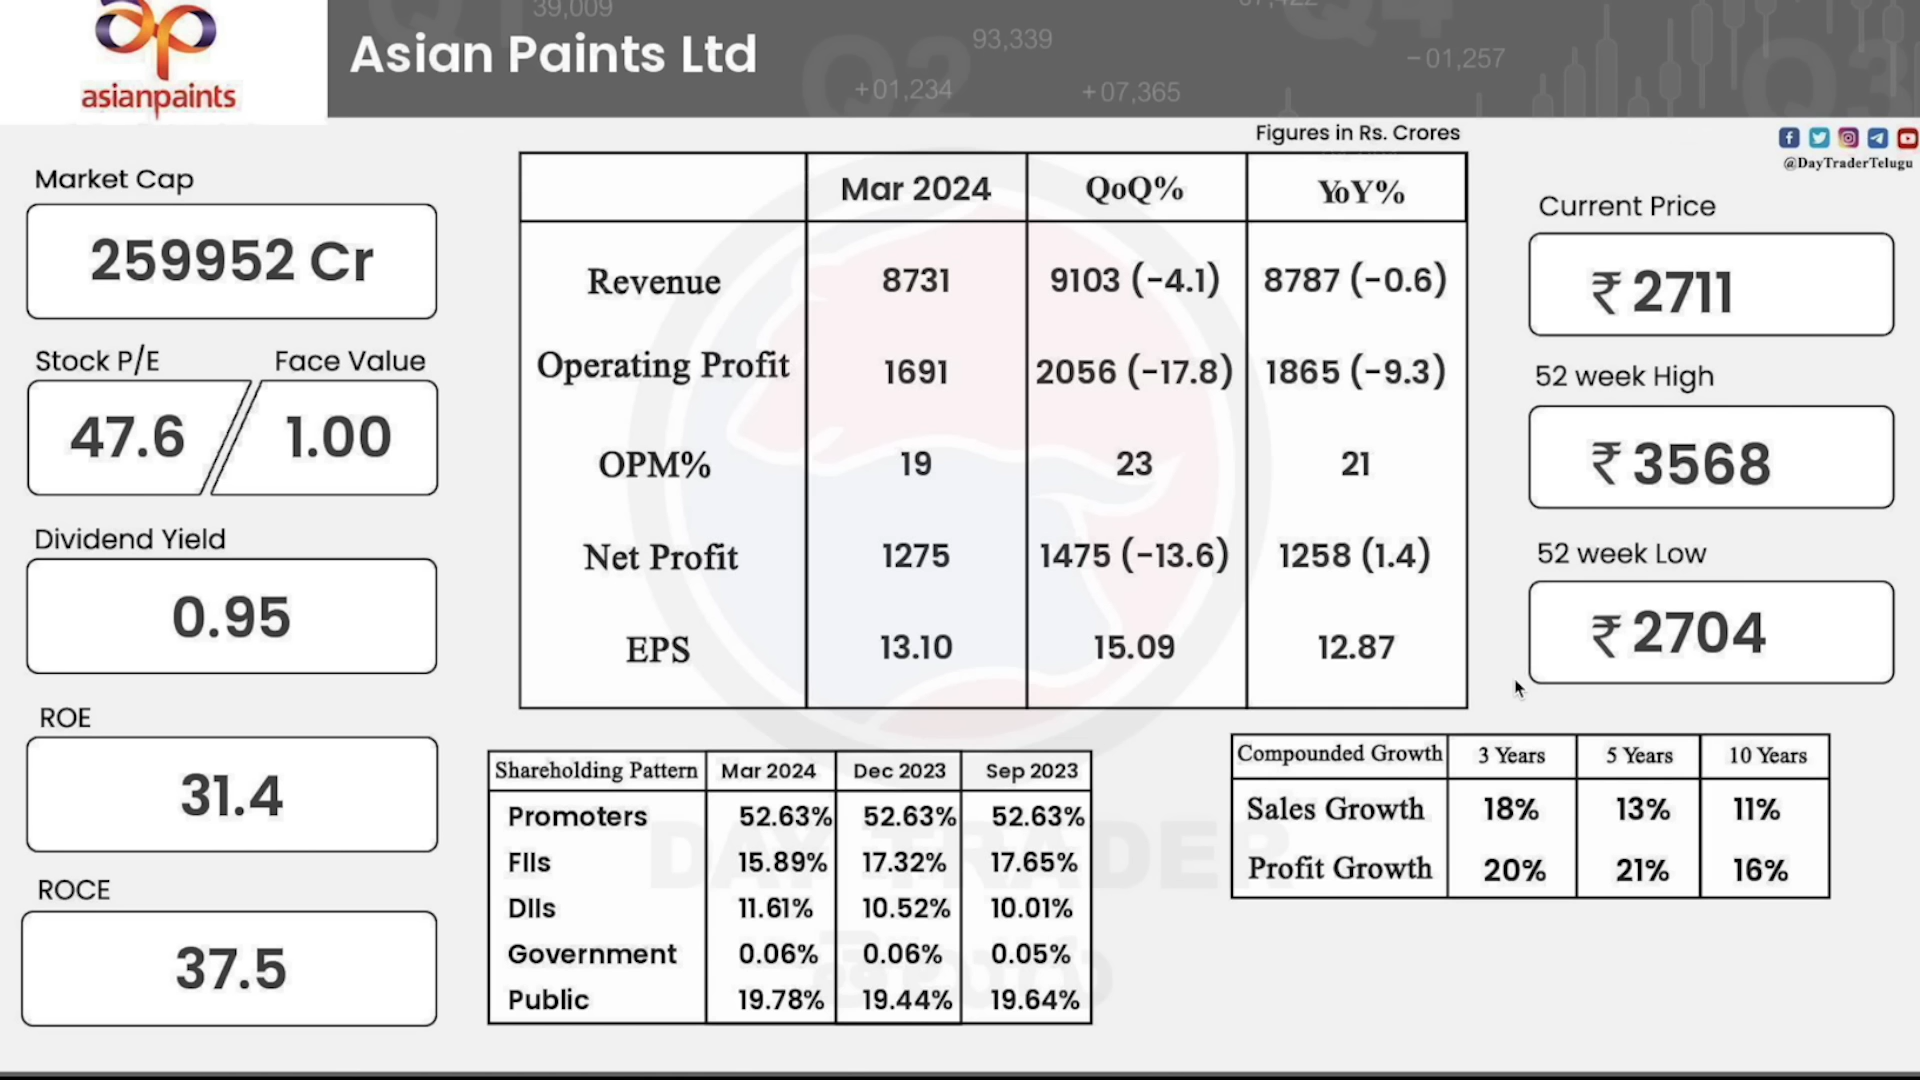 39,009
Q1
Q2
93,339
+01,234
+07,365
Q4
-01,257
Q3
asianpaints
Asian Paints Ltd
Figures in Rs. Crores
@DayTraderTelugu
Market Cap
259952 Cr
Stock P/E Face Value
47.6 1.00
Dividend Yield
0.95
ROE
31.4
ROCE
37.5
Mar 2024 QoQ% YoY%
Revenue 8731 9103 (-4.1) 8787 (-0.6)
Operating Profit 1691 2056 (-17.8) 1865 (-9.3)
OPM% 19 23 21
Net Profit 1275 1475 (-13.6) 1258 (1.4)
EPS 13.10 15.09 12.87
Current Price
₹ 2711
52 week High
₹ 3568
52 week Low
₹ 2704
Shareholding Pattern Mar 2024 Dec 2023 Sep 2023
Promoters 52.63% 52.63% 52.63%
FIIs 15.89% 17.32% 17.65%
DIIs 11.61% 10.52% 10.01%
Government 0.06% 0.06% 0.05%
Public 19.78% 19.44% 19.64%
Compounded Growth 3 Years 5 Years 10 Years
Sales Growth 18% 13% 11%
Profit Growth 20% 21% 16%
DAY TRADER
తెలుగు